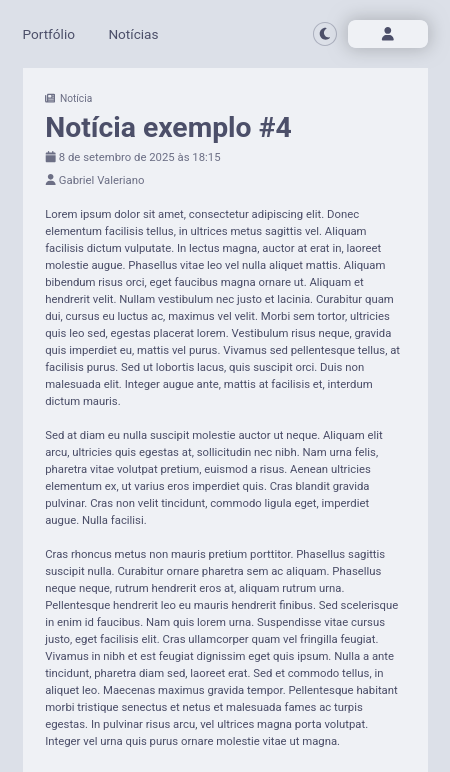 Portfólio Notícias
Notícia
Notícia exemplo #4
8 de setembro de 2025 às 18:15
Gabriel Valeriano
Lorem ipsum dolor sit amet, consectetur adipiscing elit. Donec
elementum facilisis tellus, in ultrices metus sagittis vel. Aliquam
facilisis dictum vulputate. In lectus magna, auctor at erat in, laoreet
molestie augue. Phasellus vitae leo vel nulla aliquet mattis. Aliquam
bibendum risus orci, eget faucibus magna ornare ut. Aliquam et
hendrerit velit. Nullam vestibulum nec justo et lacinia. Curabitur quam
dui, cursus eu luctus ac, maximus vel velit. Morbi sem tortor, ultricies
quis leo sed, egestas placerat lorem. Vestibulum risus neque, gravida
quis imperdiet eu, mattis vel purus. Vivamus sed pellentesque tellus, at
facilisis purus. Sed ut lobortis lacus, quis suscipit orci. Duis non
malesuada elit. Integer augue ante, mattis at facilisis et, interdum
dictum mauris.
Sed at diam eu nulla suscipit molestie auctor ut neque. Aliquam elit
arcu, ultricies quis egestas at, sollicitudin nec nibh. Nam urna felis,
pharetra vitae volutpat pretium, euismod a risus. Aenean ultricies
elementum ex, ut varius eros imperdiet quis. Cras blandit gravida
pulvinar. Cras non velit tincidunt, commodo ligula eget, imperdiet
augue. Nulla facilisi.
Cras rhoncus metus non mauris pretium porttitor. Phasellus sagittis
suscipit nulla. Curabitur ornare pharetra sem ac aliquam. Phasellus
neque neque, rutrum hendrerit eros at, aliquam rutrum urna.
Pellentesque hendrerit leo eu mauris hendrerit finibus. Sed scelerisque
in enim id faucibus. Nam quis lorem urna. Suspendisse vitae cursus
justo, eget facilisis elit. Cras ullamcorper quam vel fringilla feugiat.
Vivamus in nibh et est feugiat dignissim eget quis ipsum. Nulla a ante
tincidunt, pharetra diam sed, laoreet erat. Sed et commodo tellus, in
aliquet leo. Maecenas maximus gravida tempor. Pellentesque habitant
morbi tristique senectus et netus et malesuada fames ac turpis
egestas. In pulvinar risus arcu, vel ultrices magna porta volutpat.
Integer vel urna quis purus ornare molestie vitae ut magna.